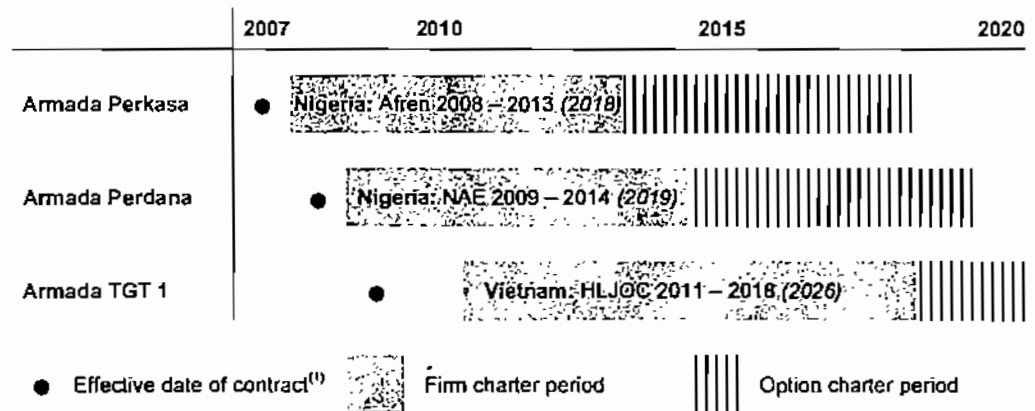 2007 2010 2015 2020
Armada Perkasa Nigeria: Afren 2008 – 2013 (2018)
Armada Perdana Nigeria: NAE 2009 – 2014 (2019)
Armada TGT 1 Vietnam: HLJOC 2011 – 2018 (2026)
Effective date of contract(1) Firm charter period Option charter period